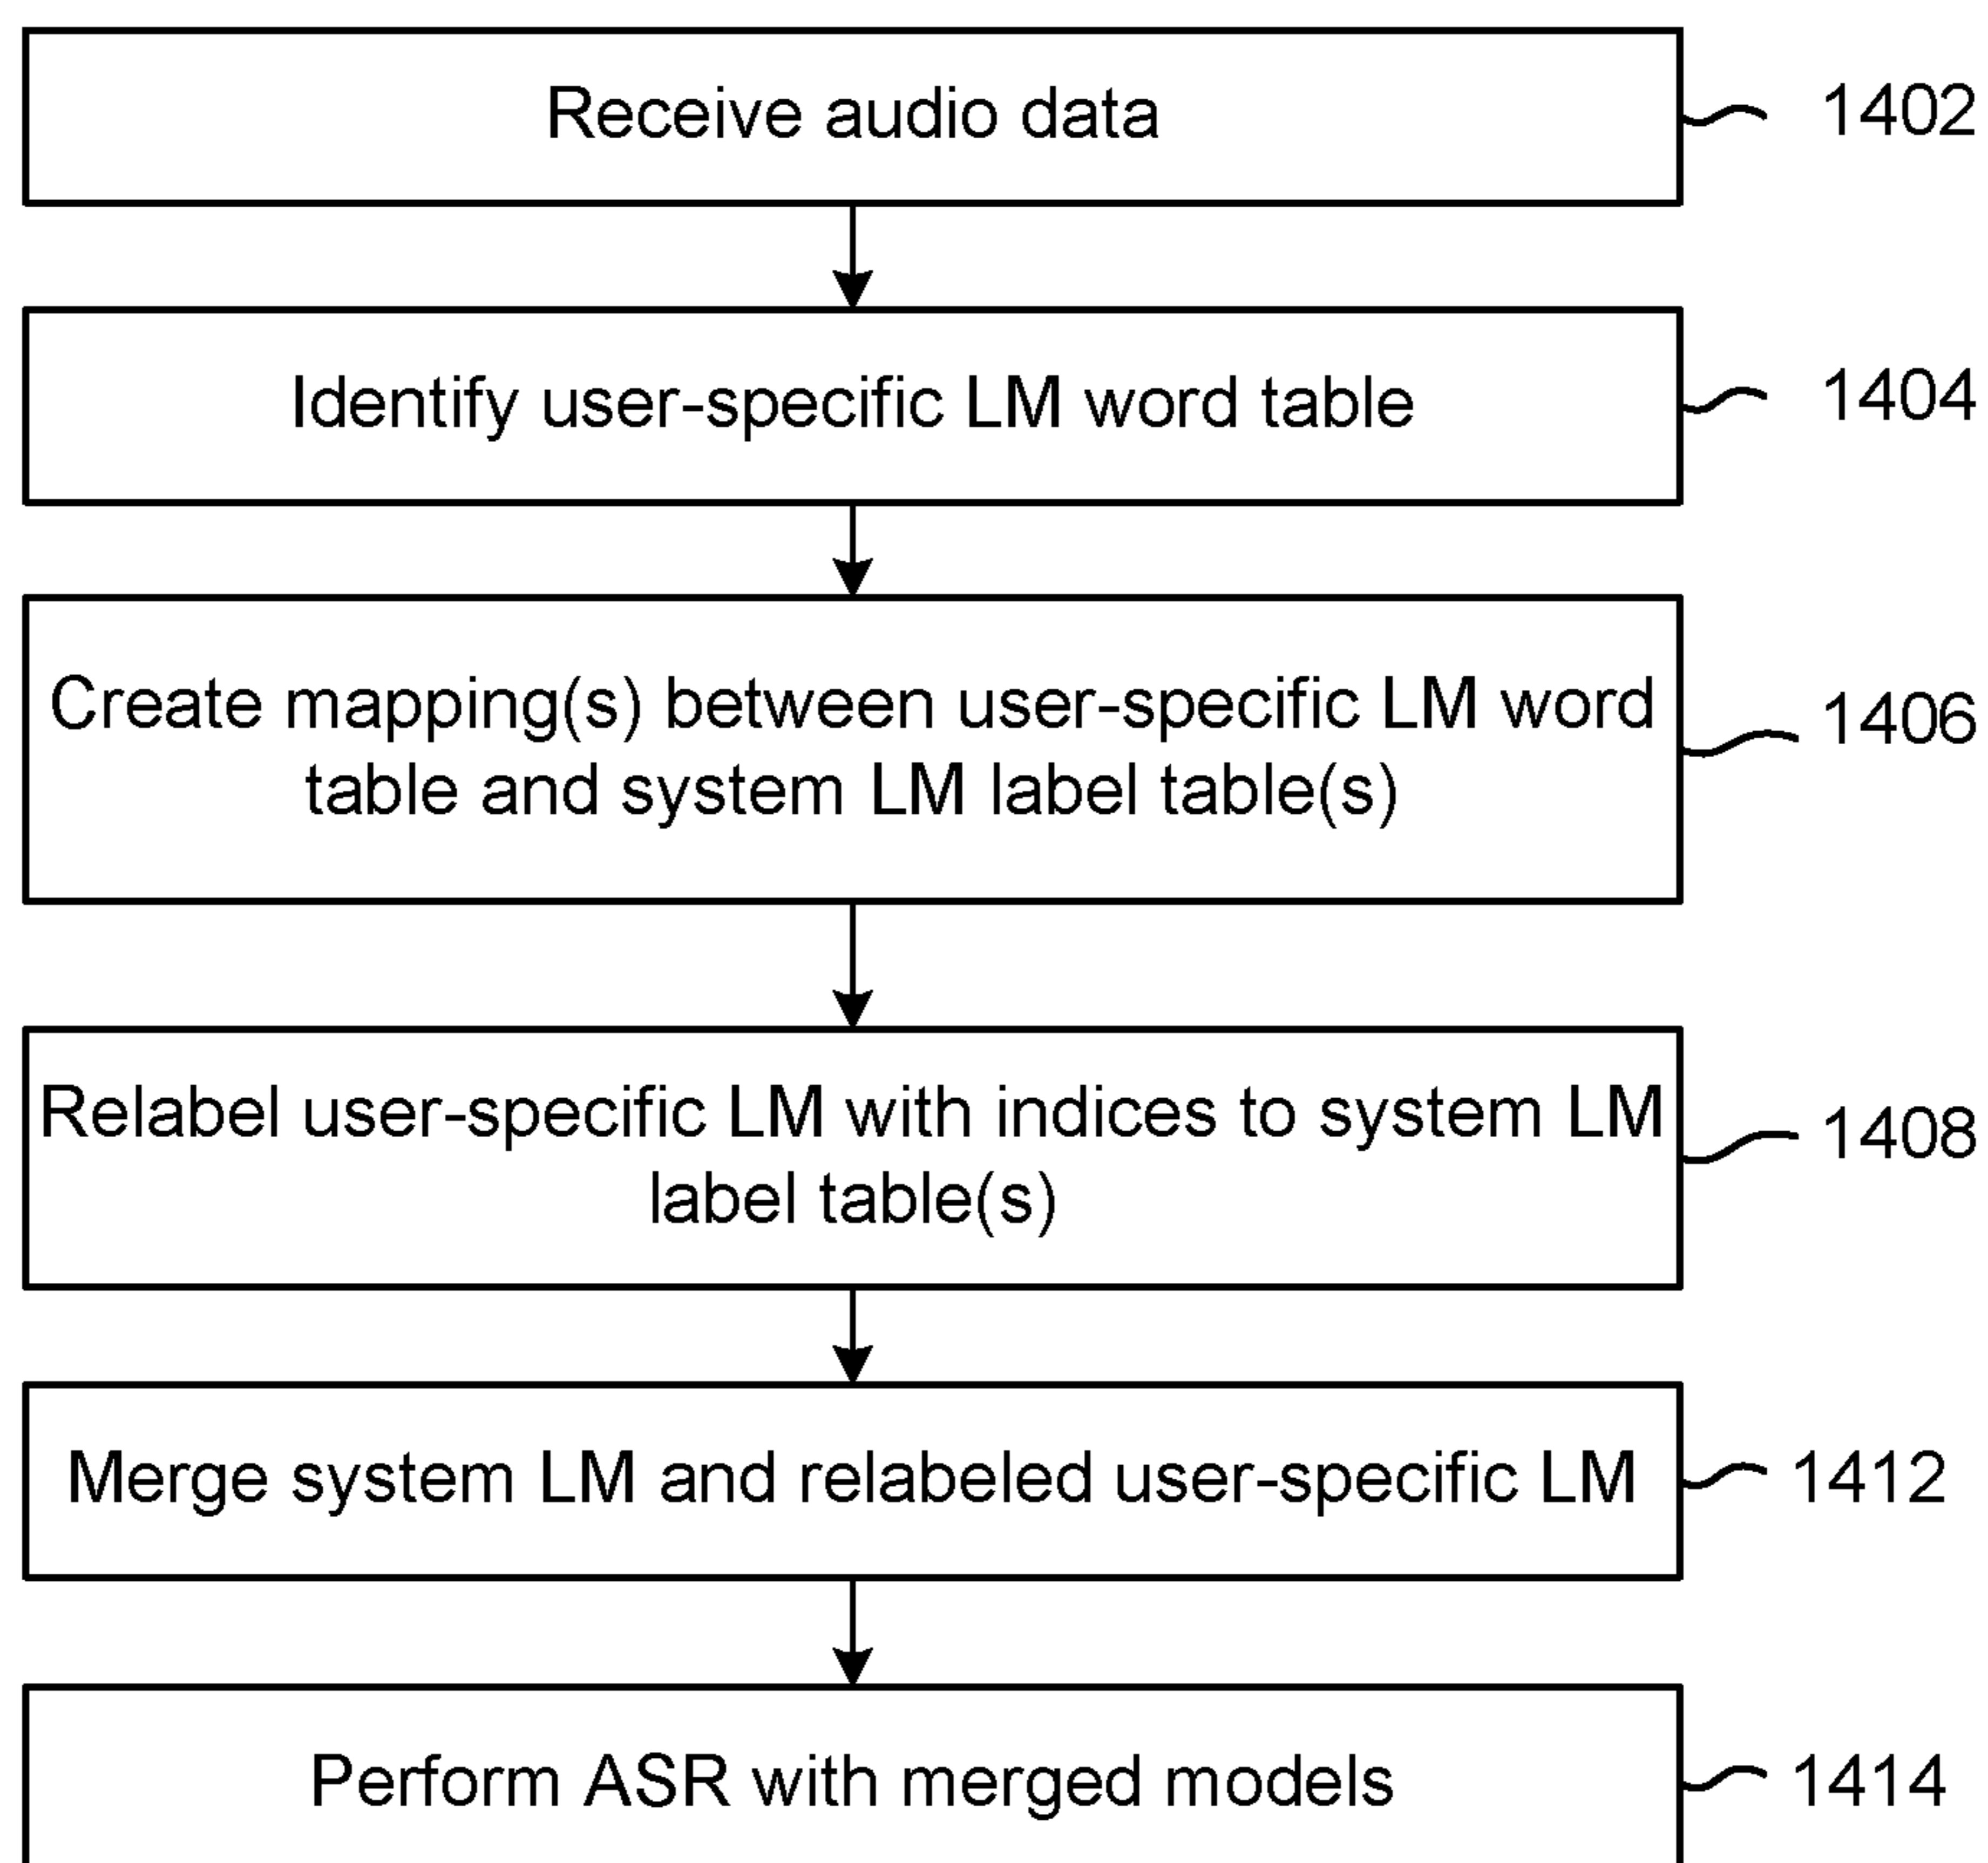 Receive audio data
1402
Identify user-specific LM word table
1404
Create mapping(s) between user-specific LM word
table and system LM label table(s)
1406
Relabel user-specific LM with indices to system LM
label table(s)
1408
Merge system LM and relabeled user-specific LM
1412
Perform ASR with merged models
1414